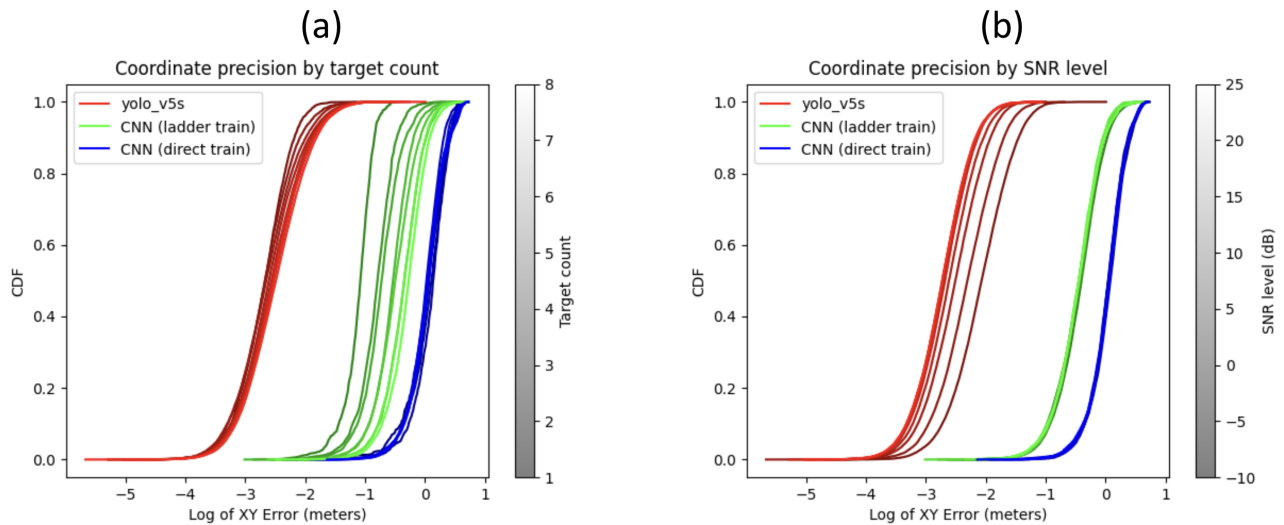 (a)
Coordinate precision by target count
yolo_v5s
CNN (ladder train)
CNN (direct train)
1.0
0.8
0.6
0.4
0.2
0.0
CDF
−5
−4
−3
−2
−1
0
1
Log of XY Error (meters)
8
7
6
5
4
3
2
1
Target count
(b)
Coordinate precision by SNR level
yolo_v5s
CNN (ladder train)
CNN (direct train)
1.0
0.8
0.6
0.4
0.2
0.0
CDF
−5
−4
−3
−2
−1
0
1
Log of XY Error (meters)
25
20
15
10
5
0
−5
−10
SNR level (dB)